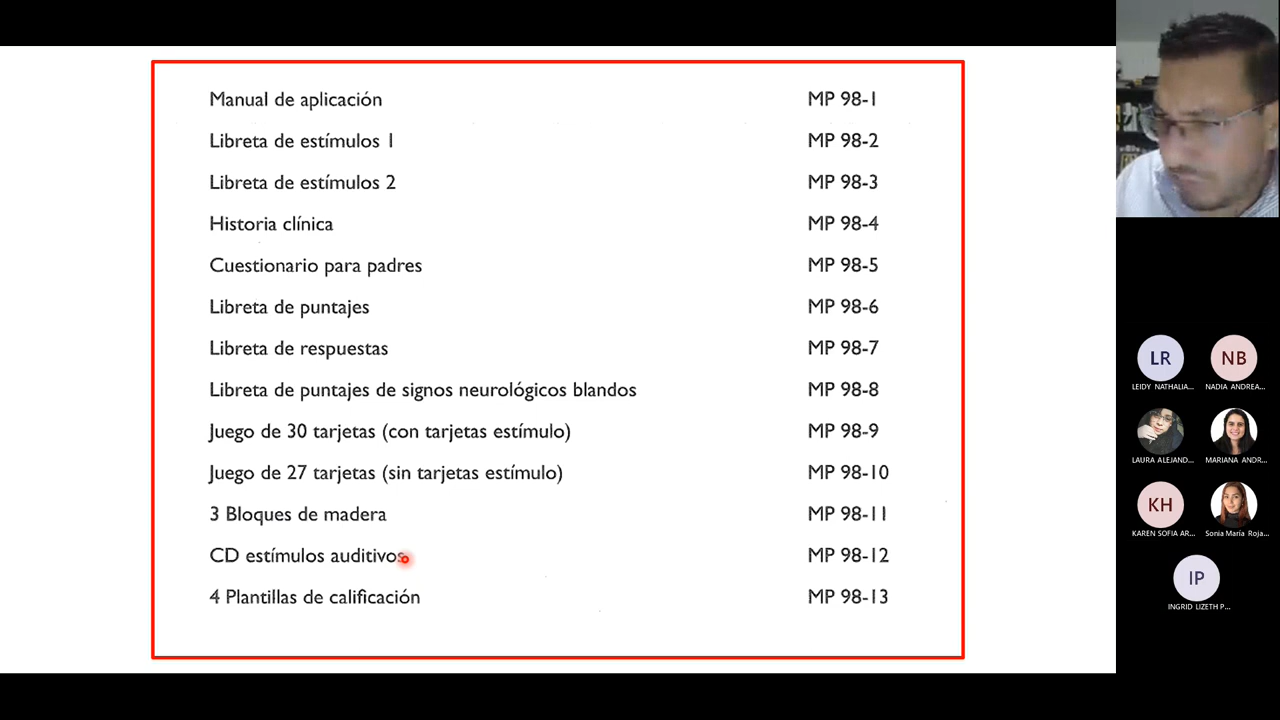 Manual de aplicación MP 98-1
Libreta de estímulos 1 MP 98-2
Libreta de estímulos 2 MP 98-3
Historia clínica MP 98-4
Cuestionario para padres MP 98-5
Libreta de puntajes MP 98-6
Libreta de respuestas MP 98-7
Libreta de puntajes de signos neurológicos blandos MP 98-8
Juego de 30 tarjetas (con tarjetas estímulo) MP 98-9
Juego de 27 tarjetas (sin tarjetas estímulo) MP 98-10
3 Bloques de madera MP 98-11
CD estímulos auditivos MP 98-12
4 Plantillas de calificación MP 98-13
LR NB
LEIDY NATHALIA... NADIA ANDREA...
LAURA ALEJAND... MARIANA ANDR...
KH
KAREN SOFIA AR... Sonia María Roja...
IP
INGRID LIZETH P...